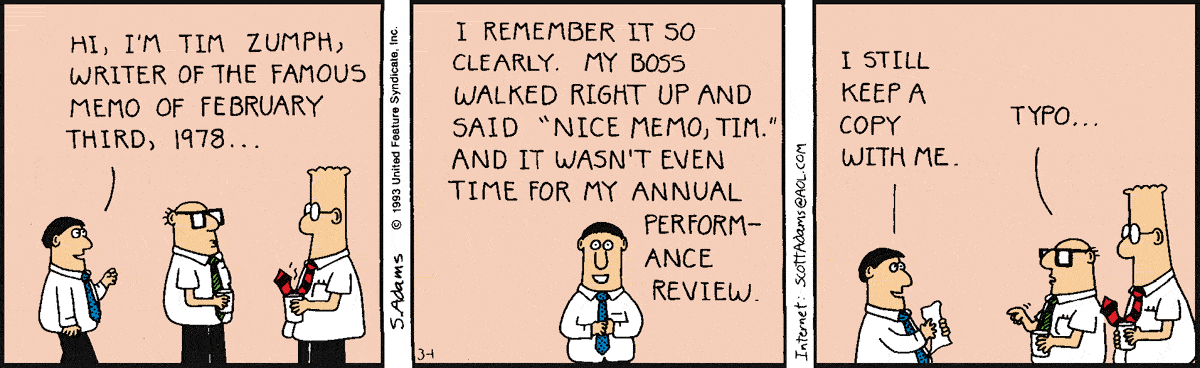 HI, I'M TIM ZUMPH,
WRITER OF THE FAMOUS
MEMO OF FEBRUARY
THIRD, 1978...
S. Adams
© 1993 United Feature Syndicate, Inc.
I REMEMBER IT SO
CLEARLY. MY BOSS
WALKED RIGHT UP AND
SAID "NICE MEMO, TIM."
AND IT WASN'T EVEN
TIME FOR MY ANNUAL
PERFORM-
ANCE
REVIEW.
3-1
Internet: SCOTTADAMS@AOL.COM
I STILL
KEEP A
COPY
WITH ME.
TYPO...